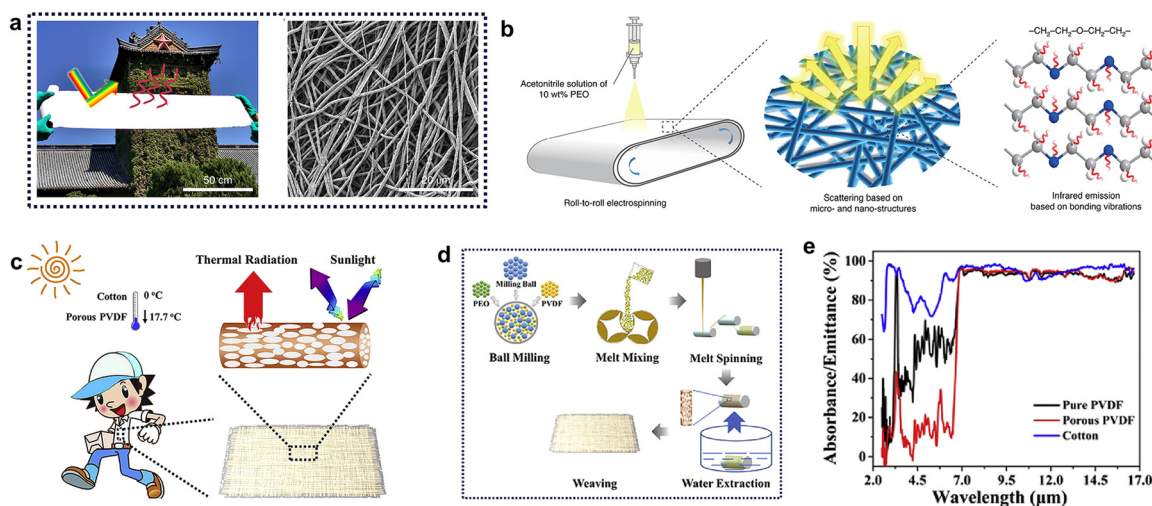 a
50 cm
20 μm
b
Acetonitrile solution of
10 wt% PEO
Roll-to-roll electrospinning
Scattering based on
micro- and nano-structures
–CH₂–CH₂–O–CH₂–CH₂–
Infrared emission
based on bonding vibrations
c
Thermal Radiation
Sunlight
Cotton
0 °C
Porous PVDF
17.7 °C
d
Milling Ball
PEO
PVDF
Ball Milling
Melt Mixing
Melt Spinning
Weaving
Water Extraction
e
Absorbance/Emittance (%)
100
80
60
40
20
0
Pure PVDF
Porous PVDF
Cotton
2.0
4.5
7.0
9.5
12.0
14.5
17.0
Wavelength (μm)